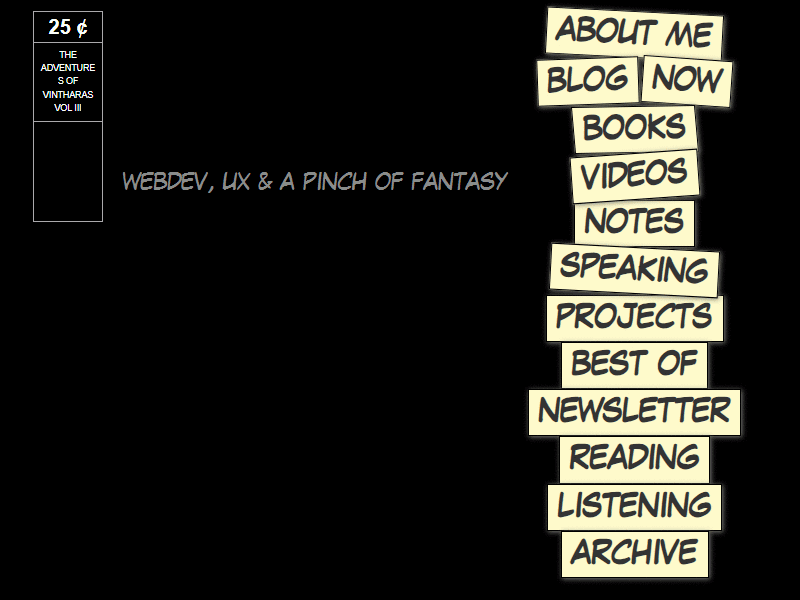 25 ¢
THE
ADVENTURE
S OF
VINTHARAS
VOL III
WEBDEV, UX & A PINCH OF FANTASY
ABOUT ME
BLOG NOW
BOOKS
VIDEOS
NOTES
SPEAKING
PROJECTS
BEST OF
NEWSLETTER
READING
LISTENING
ARCHIVE